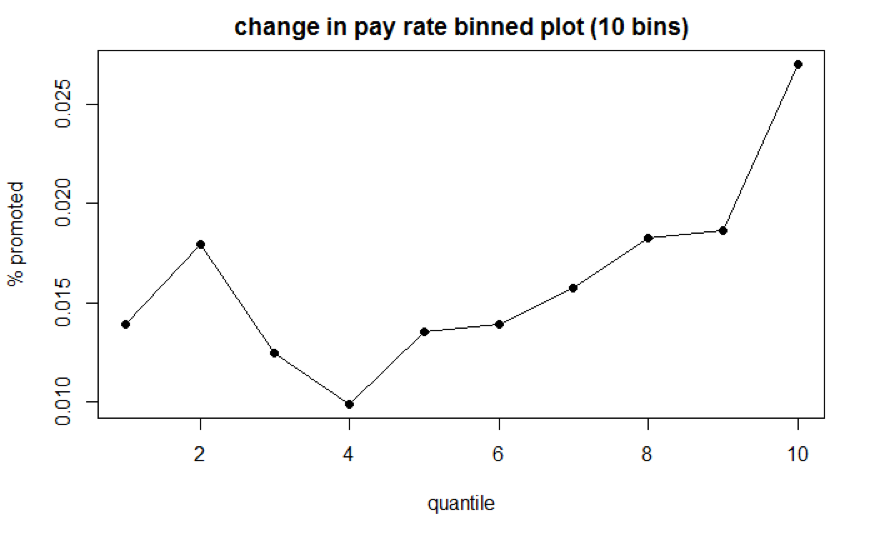 change in pay rate binned plot (10 bins)
% promoted
0.025
0.020
0.015
0.010
2 4 6 8 10
quantile